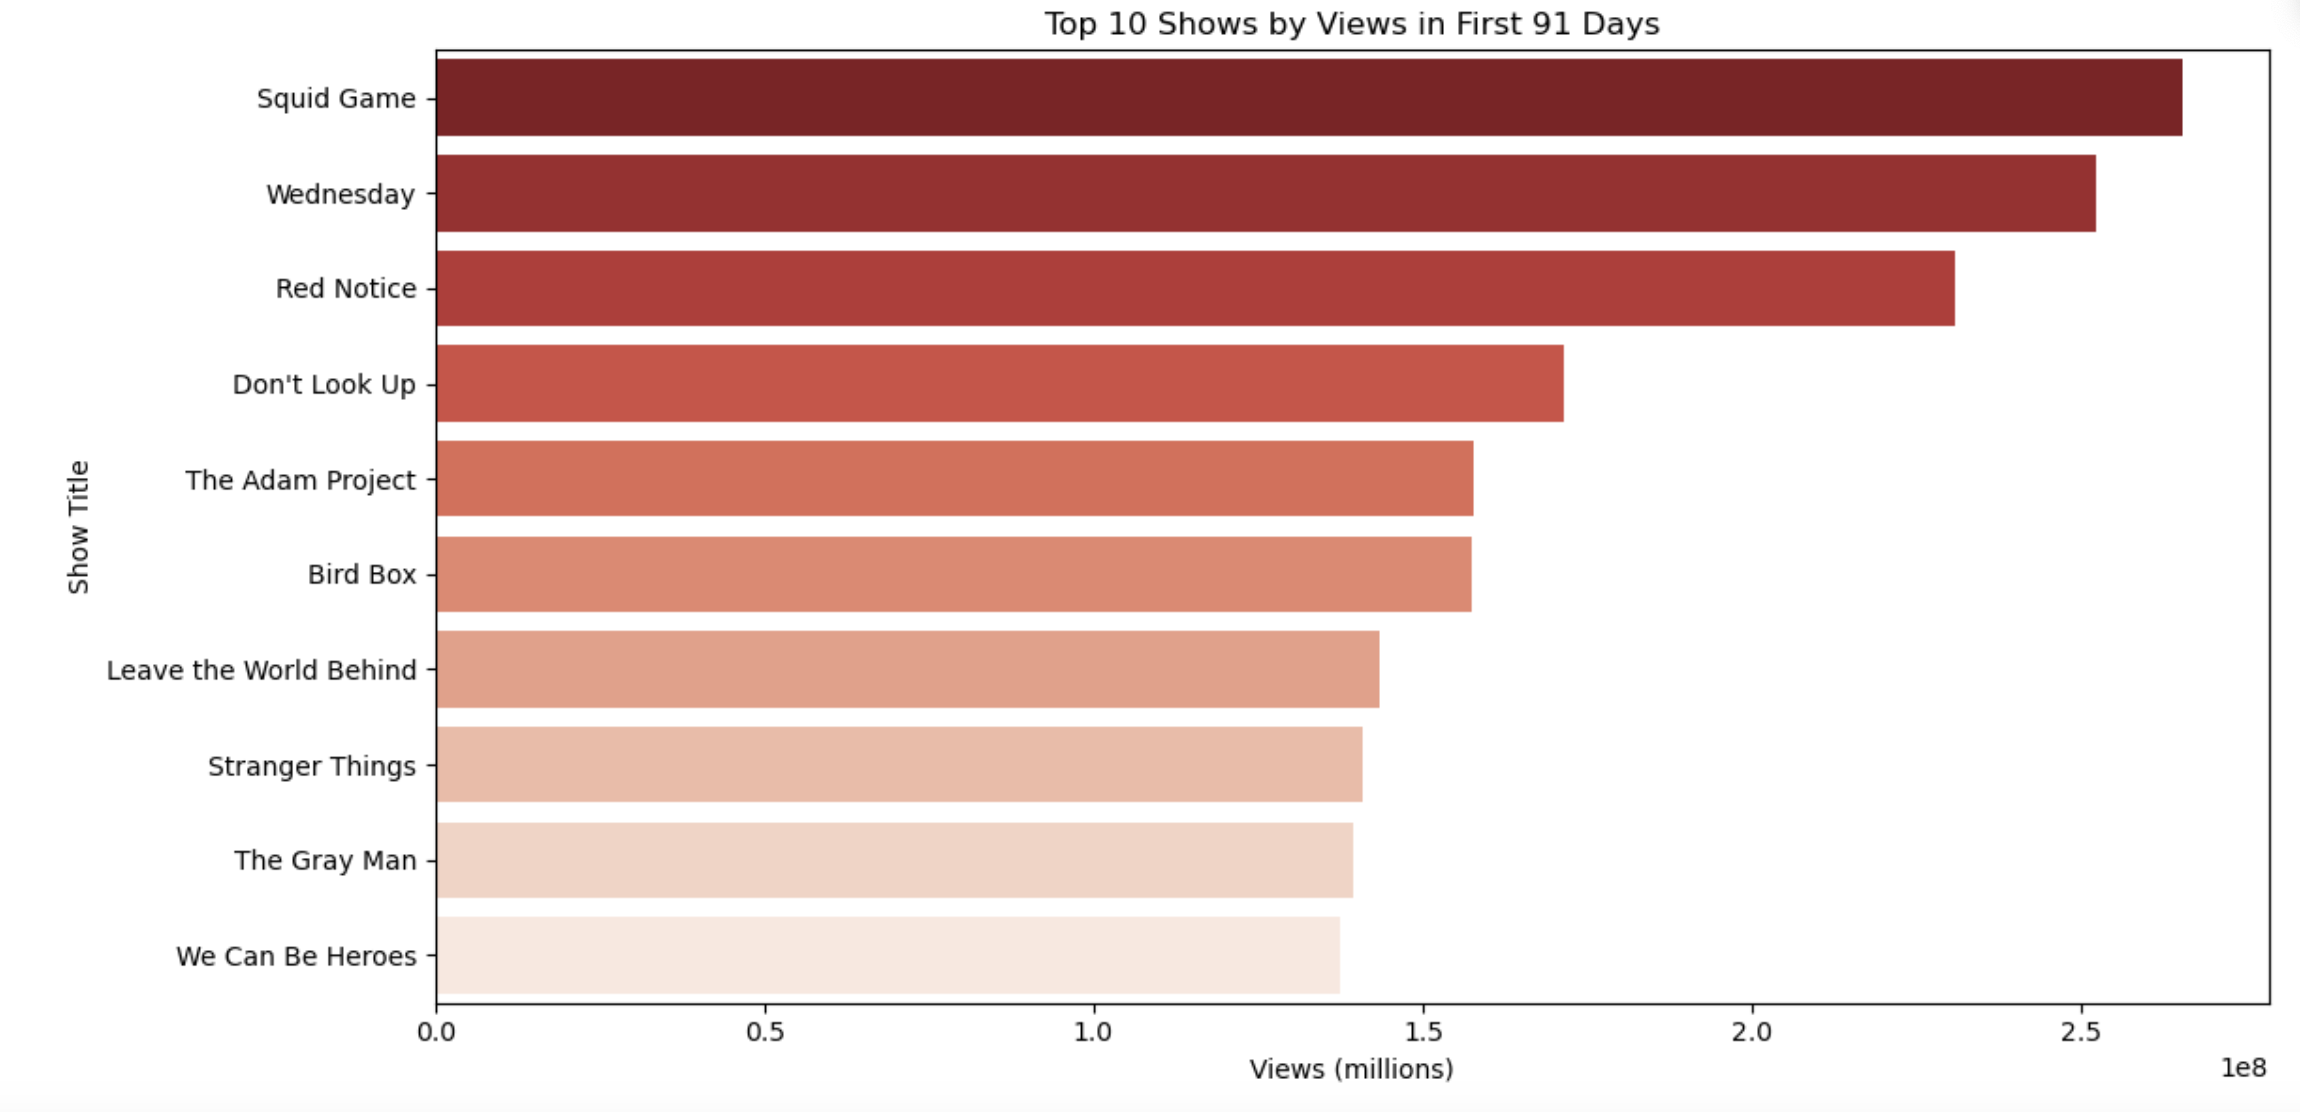 Top 10 Shows by Views in First 91 Days
Show Title
Squid Game
Wednesday
Red Notice
Don't Look Up
The Adam Project
Bird Box
Leave the World Behind
Stranger Things
The Gray Man
We Can Be Heroes
0.0 0.5 1.0 1.5 2.0 2.5
Views (millions)
1e8